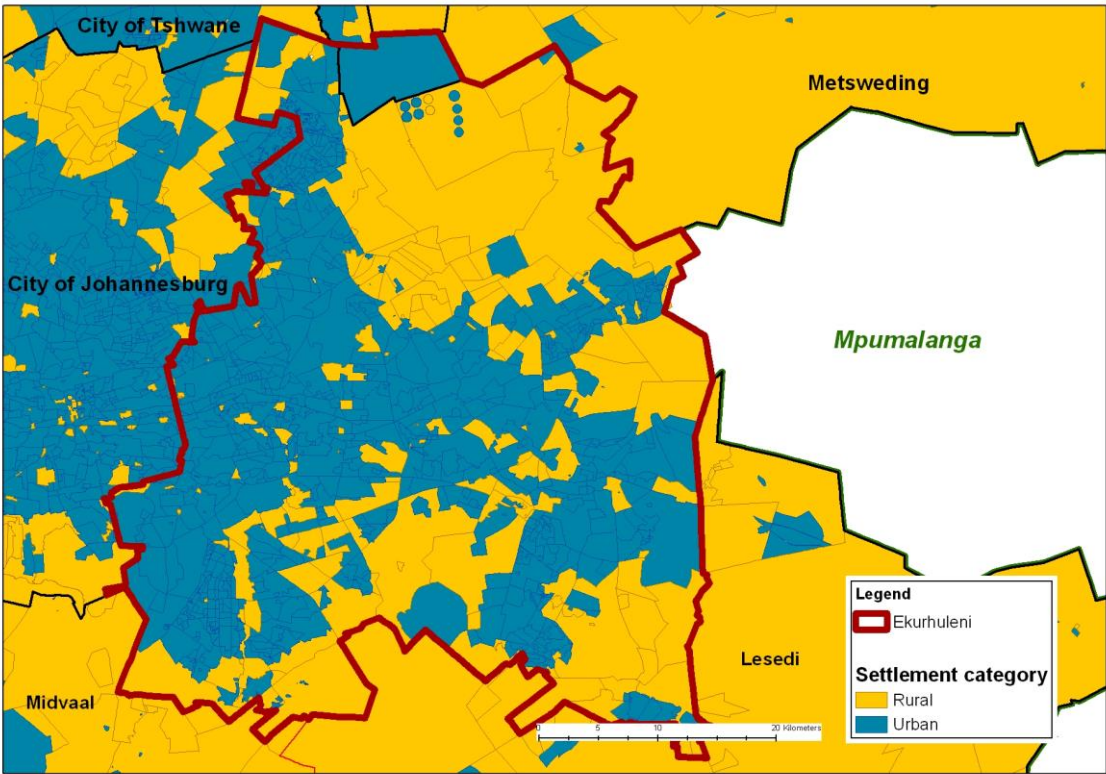 City of Tshwane
Metsweding
City of Johannesburg
Mpumalanga
Lesedi
Midvaal
Legend
Ekurhuleni
Settlement category
Rural
Urban
0 5 10 20 Kilometers